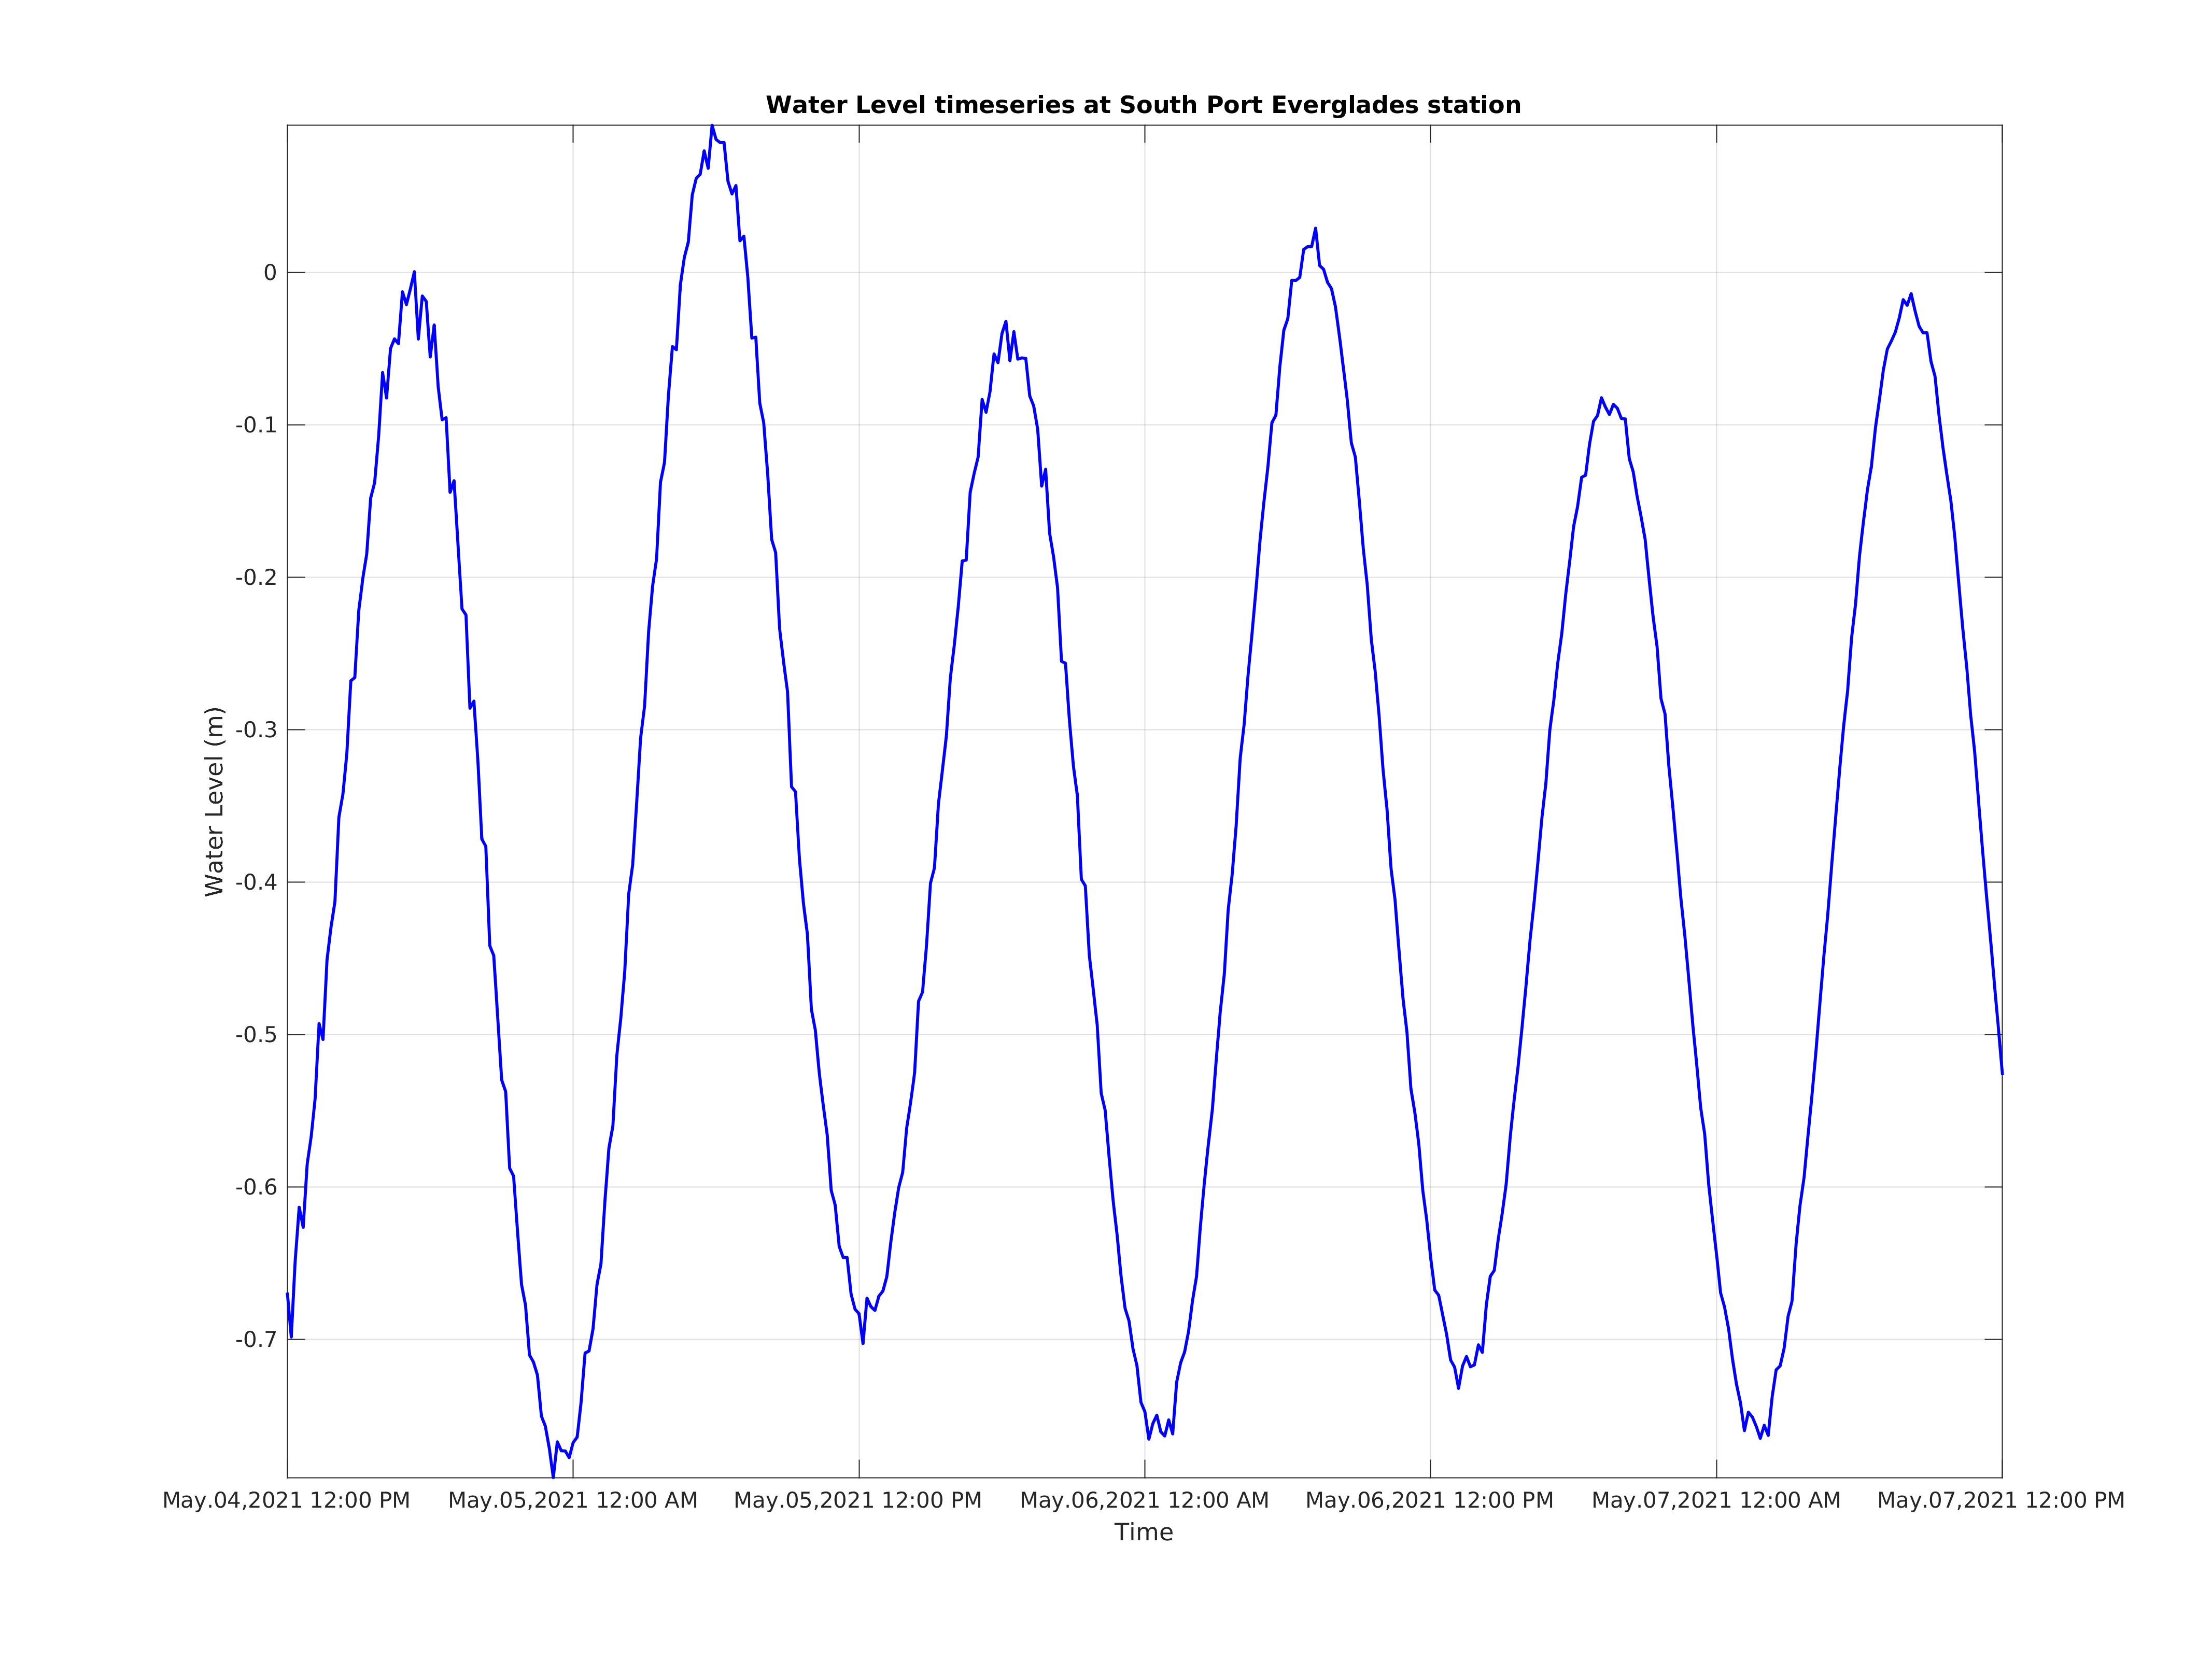 Water Level timeseries at South Port Everglades station
0
-0.1
-0.2
-0.3
-0.4
-0.5
-0.6
-0.7
Water Level (m)
May.04,2021 12:00 PM
May.05,2021 12:00 AM
May.05,2021 12:00 PM
May.06,2021 12:00 AM
May.06,2021 12:00 PM
May.07,2021 12:00 AM
May.07,2021 12:00 PM
Time